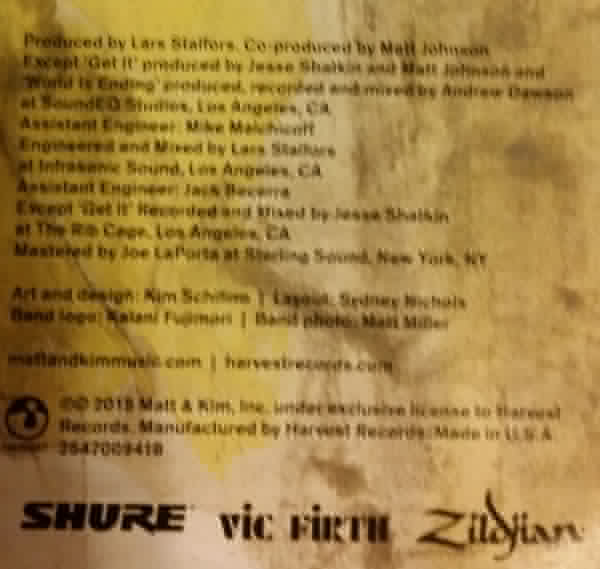 Produced by Lars Stalfors. Co-produced by Matt Johnson
Except 'Get It' produced by Jesse Shatkin and Matt Johnson and
'World Is Ending' produced, recorded and mixed by Andrew Dawson
at SoundEQ Studios, Los Angeles, CA
Assistant Engineer: Mike
Engineered and Mixed by Lars Stalfors
at Infrasonic Sound, Los Angeles, CA
Assistant Engineer: Jack Becerra
Except 'Get It' Recorded and Mixed by Jesse Shatkin
at The Rib Cage, Los Angeles, CA
Mastered by Joe LaPorta at Sterling Sound, New York, NY
Art and design: Kim Schifino | Layout: Sydney Nichols
Band logo: Kalani Fujimori | Band photo: Matt Miller
mattandkimmusic.com | harvestrecords.com
©℗ 2015 Matt & Kim, Inc. under exclusive license to Harvest
Records. Manufactured by Harvest Records. Made in U.S.A.
2547009418
SHURE ViC FiRTH Zildjian